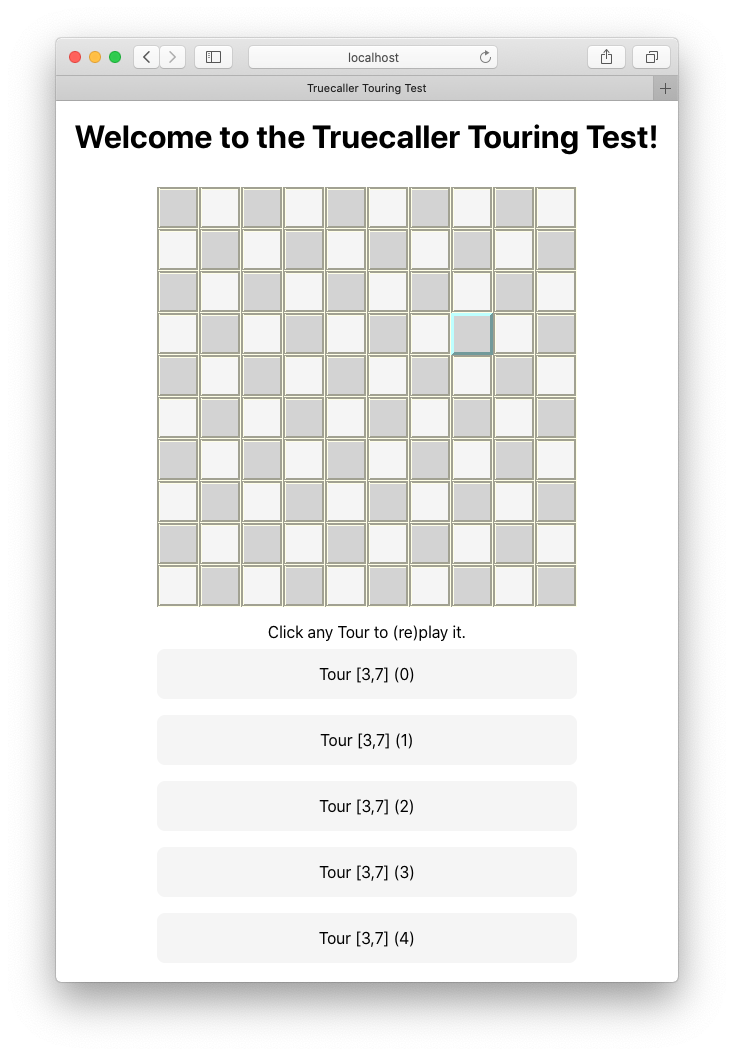 localhost
Truecaller Touring Test
Welcome to the Truecaller Touring Test!
Click any Tour to (re)play it.
Tour [3,7] (0)
Tour [3,7] (1)
Tour [3,7] (2)
Tour [3,7] (3)
Tour [3,7] (4)